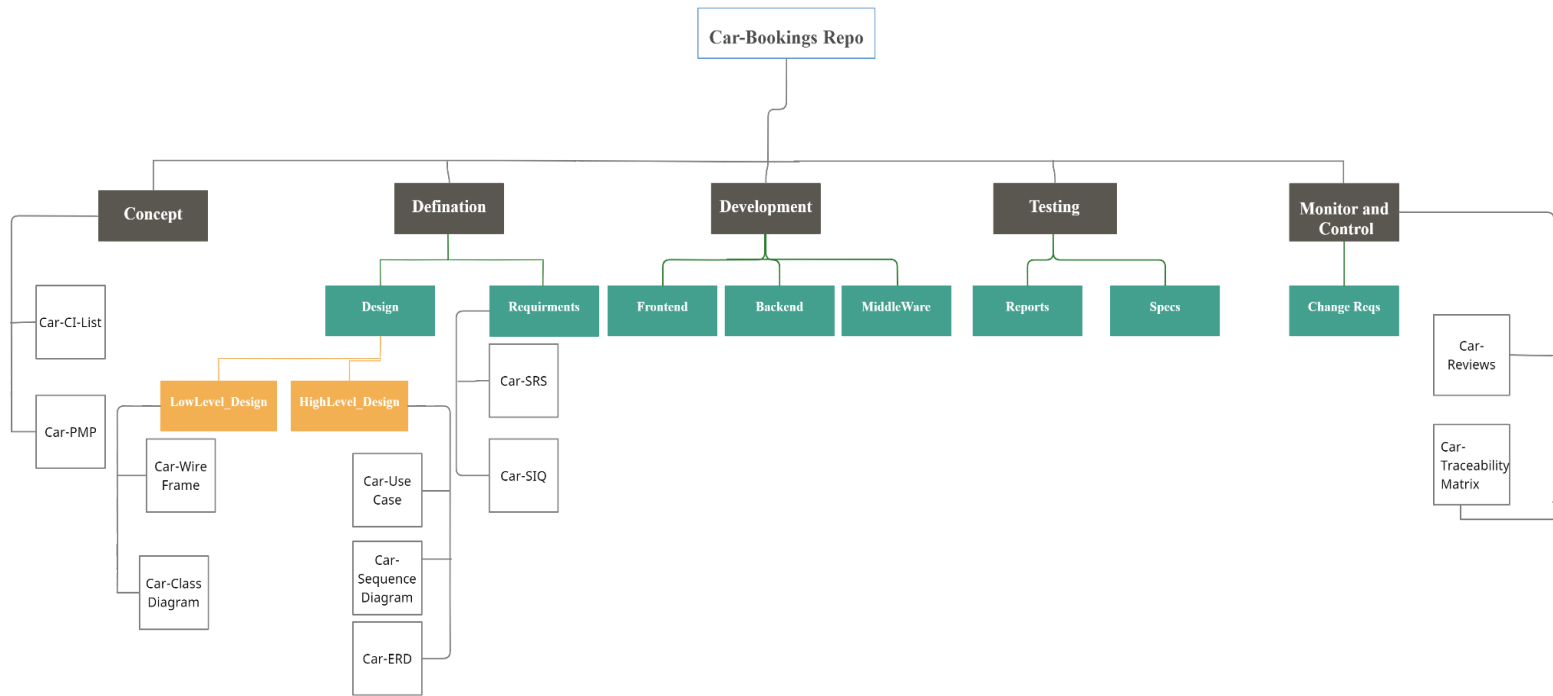 Car-Bookings Repo
Concept
Defination
Development
Testing
Monitor and
Control
Design
Requirments
Frontend
Backend
MiddleWare
Reports
Specs
Change Reqs
Car-CI-List
Car-PMP
LowLevel_Design
HighLevel_Design
Car-Wire
Frame
Car-Class
Diagram
Car-Use
Case
Car-
Sequence
Diagram
Car-ERD
Car-SRS
Car-SIQ
Car-
Reviews
Car-
Traceability
Matrix